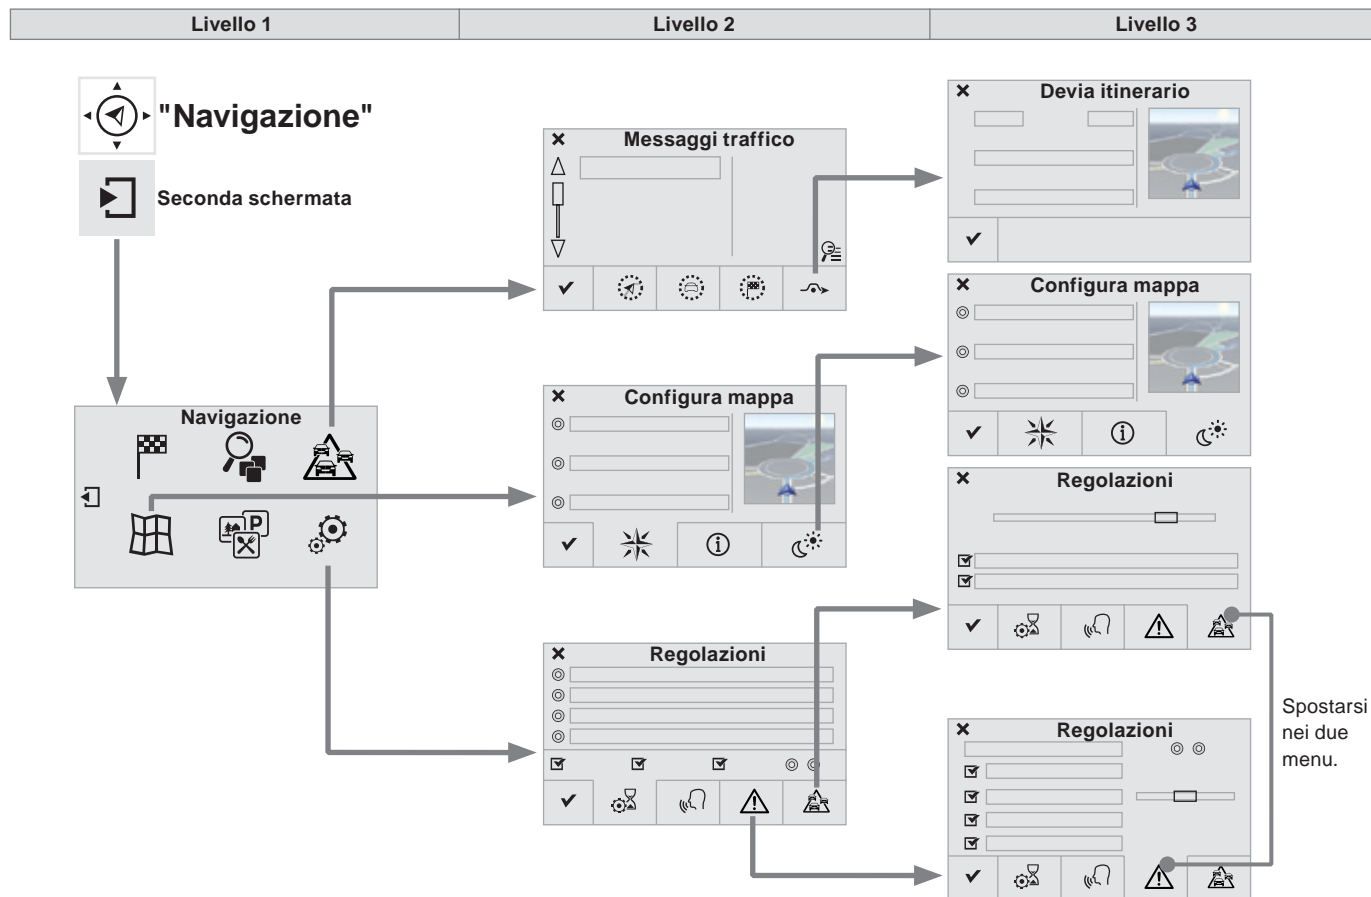 Livello 1
Livello 2
Livello 3
"Navigazione"
Seconda schermata
Navigazione
P
Messaggi traffico
Configura mappa
Regolazioni
Devia itinerario
Configura mappa
Regolazioni
Regolazioni
Spostarsi
nei due
menu.